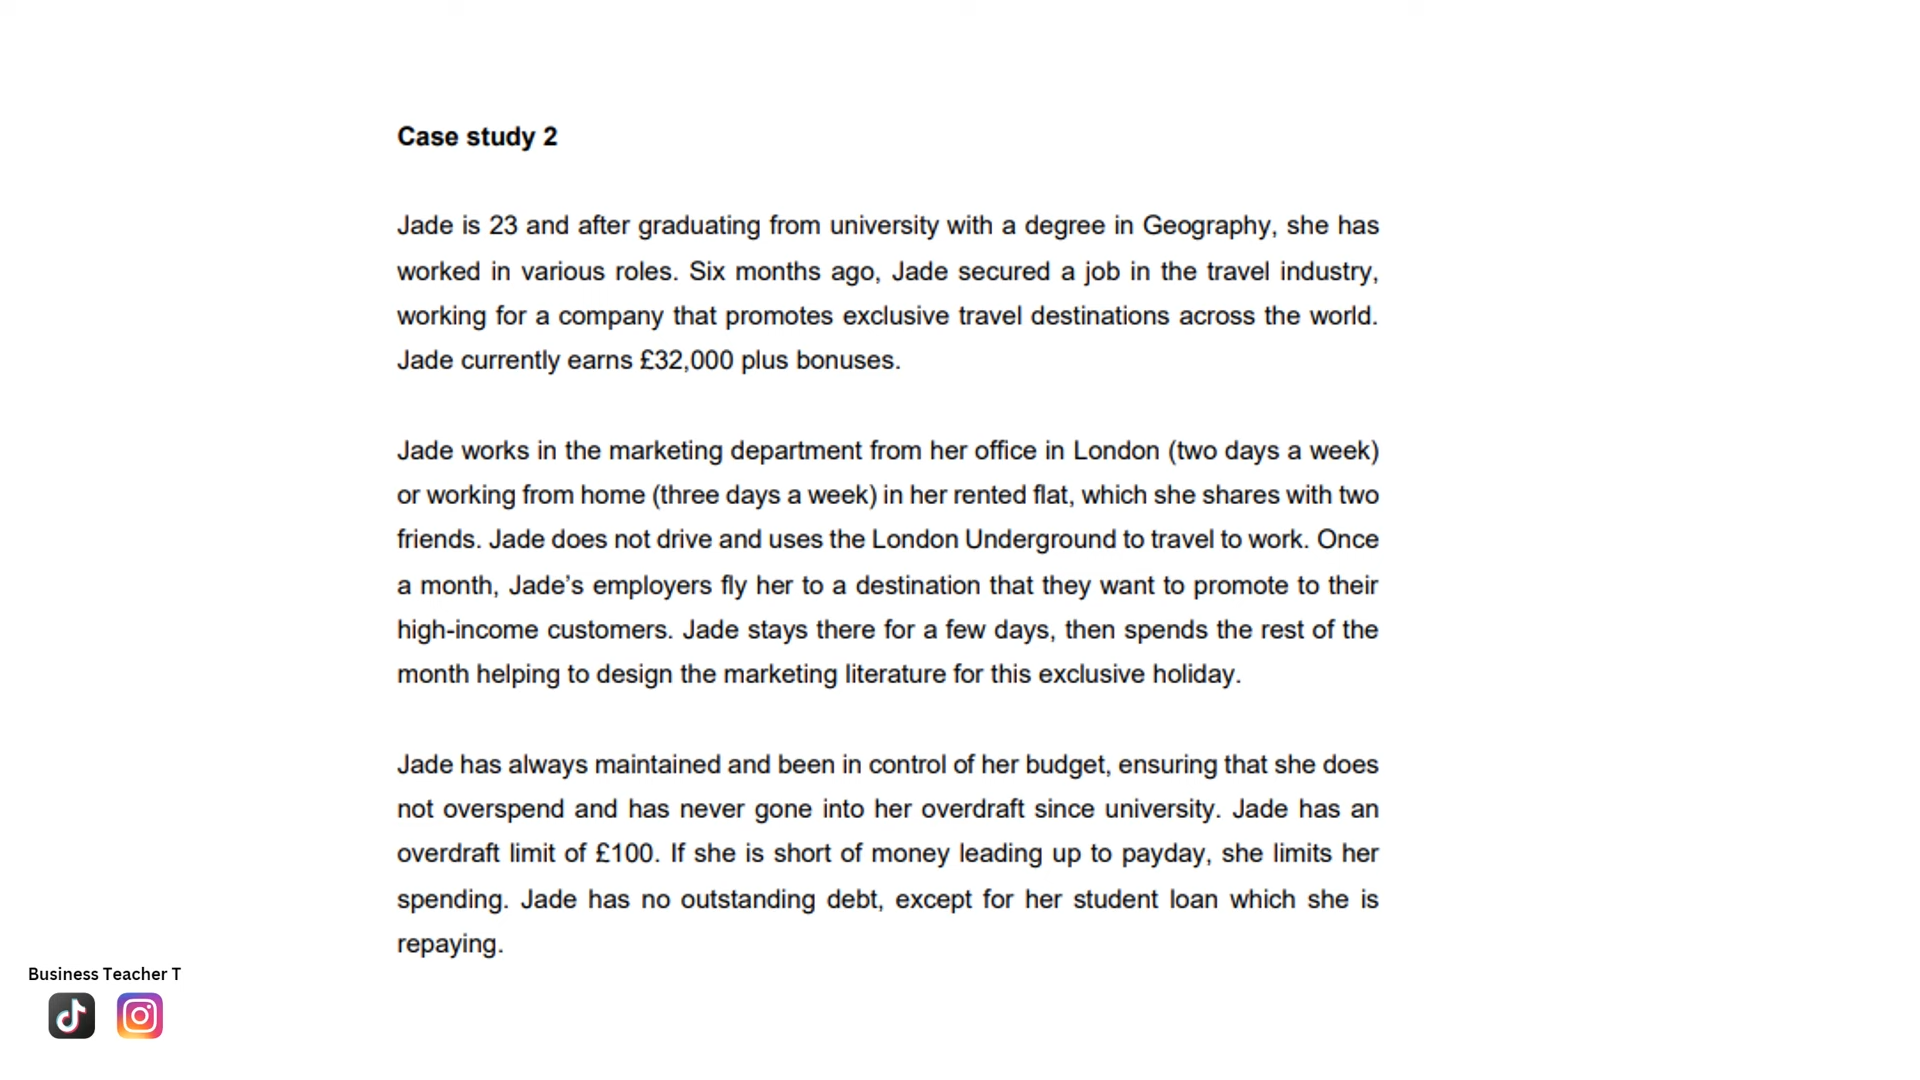 Case study 2
Jade is 23 and after graduating from university with a degree in Geography, she has
worked in various roles. Six months ago, Jade secured a job in the travel industry,
working for a company that promotes exclusive travel destinations across the world.
Jade currently earns £32,000 plus bonuses.
Jade works in the marketing department from her office in London (two days a week)
or working from home (three days a week) in her rented flat, which she shares with two
friends. Jade does not drive and uses the London Underground to travel to work. Once
a month, Jade’s employers fly her to a destination that they want to promote to their
high-income customers. Jade stays there for a few days, then spends the rest of the
month helping to design the marketing literature for this exclusive holiday.
Jade has always maintained and been in control of her budget, ensuring that she does
not overspend and has never gone into her overdraft since university. Jade has an
overdraft limit of £100. If she is short of money leading up to payday, she limits her
spending. Jade has no outstanding debt, except for her student loan which she is
repaying.
Business Teacher T